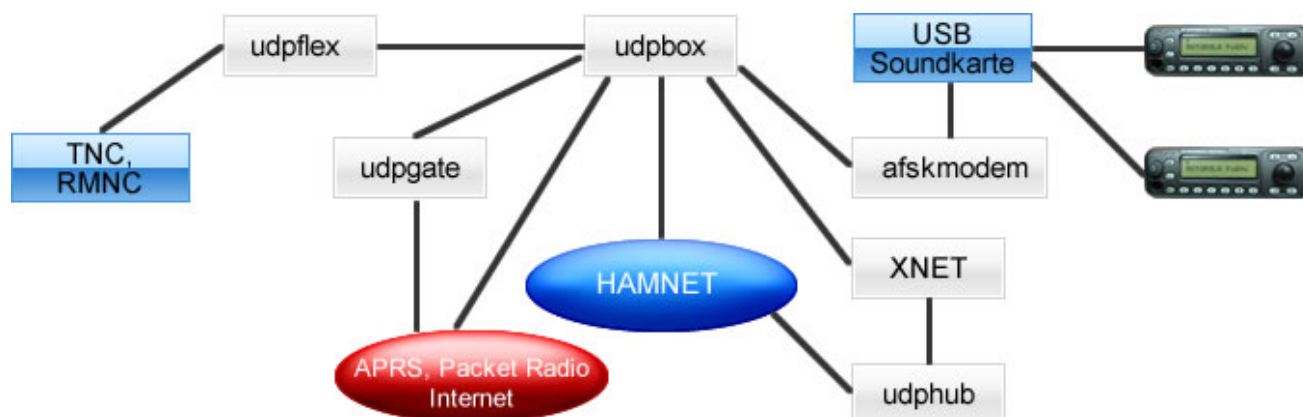 udpflex
udpbox
USB
Soundkarte
TNC,
RMNC
udpgate
afskmodem
XNET
HAMNET
APRS, Packet Radio
Internet
udphub